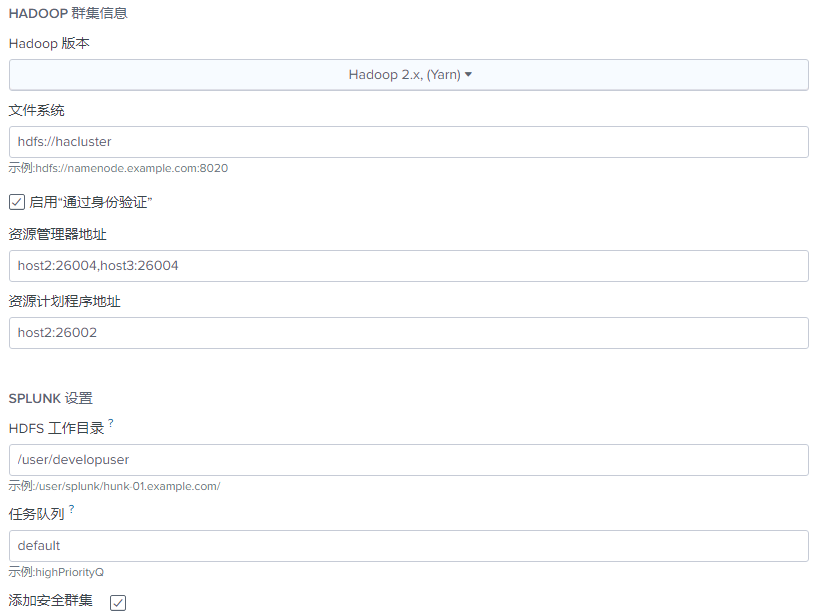 HADOOP 群集信息
Hadoop 版本
Hadoop 2.x, (Yarn)
文件系统
hdfs://hacluster
示例:hdfs://namenode.example.com:8020
启用“通过身份验证”
资源管理器地址
host2:26004,host3:26004
资源计划程序地址
host2:26002
SPLUNK 设置
HDFS 工作目录 ?
/user/developuser
示例:/user/splunk/hunk-01.example.com/
任务队列 ?
default
示例:highPriorityQ
添加安全群集